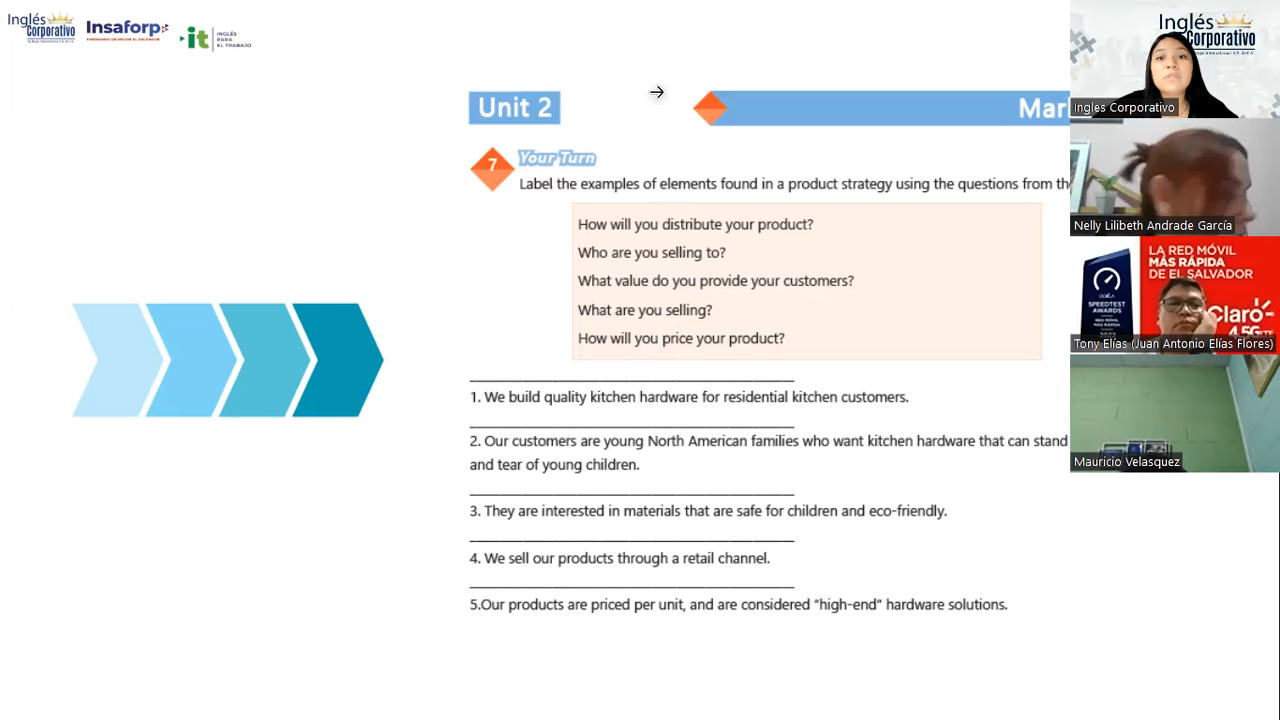 Inglés
Corporativo
Insaforp
it
INGLÉS
PARA
EL TRABAJO
Unit 2
7
Your Turn
Label the examples of elements found in a product strategy using the questions from
How will you distribute your product?
Who are you selling to?
What value do you provide your customers?
What are you selling?
How will you price your product?
1. We build quality kitchen hardware for residential kitchen customers.
2. Our customers are young North American families who want kitchen hardware that can stand
and tear of young children.
3. They are interested in materials that are safe for children and eco-friendly.
4. We sell our products through a retail channel.
5.Our products are priced per unit, and are considered “high-end” hardware solutions.
Inglés
Corporativo
Ingles Corporativo
Nelly Lilibeth Andrade García
LA RED MÓVIL
MÁS RÁPIDA
DE EL SALVADOR
SPEEDTEST
AWARDS
Claro
4.5G
Tony Elías (Juan Antonio Elías Flores)
Mauricio Velasquez